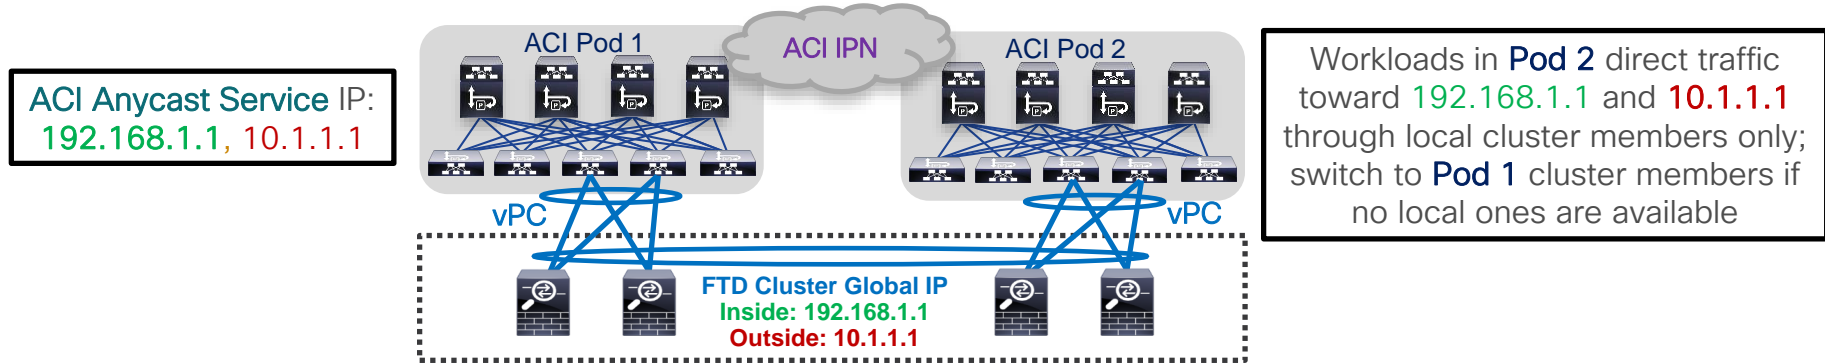 ACI Anycast Service IP:
192.168.1.1, 10.1.1.1
ACI Pod 1
ACI IPN
ACI Pod 2
vPC
vPC
FTD Cluster Global IP
Inside: 192.168.1.1
Outside: 10.1.1.1
Workloads in Pod 2 direct traffic
toward 192.168.1.1 and 10.1.1.1
through local cluster members only;
switch to Pod 1 cluster members if
no local ones are available